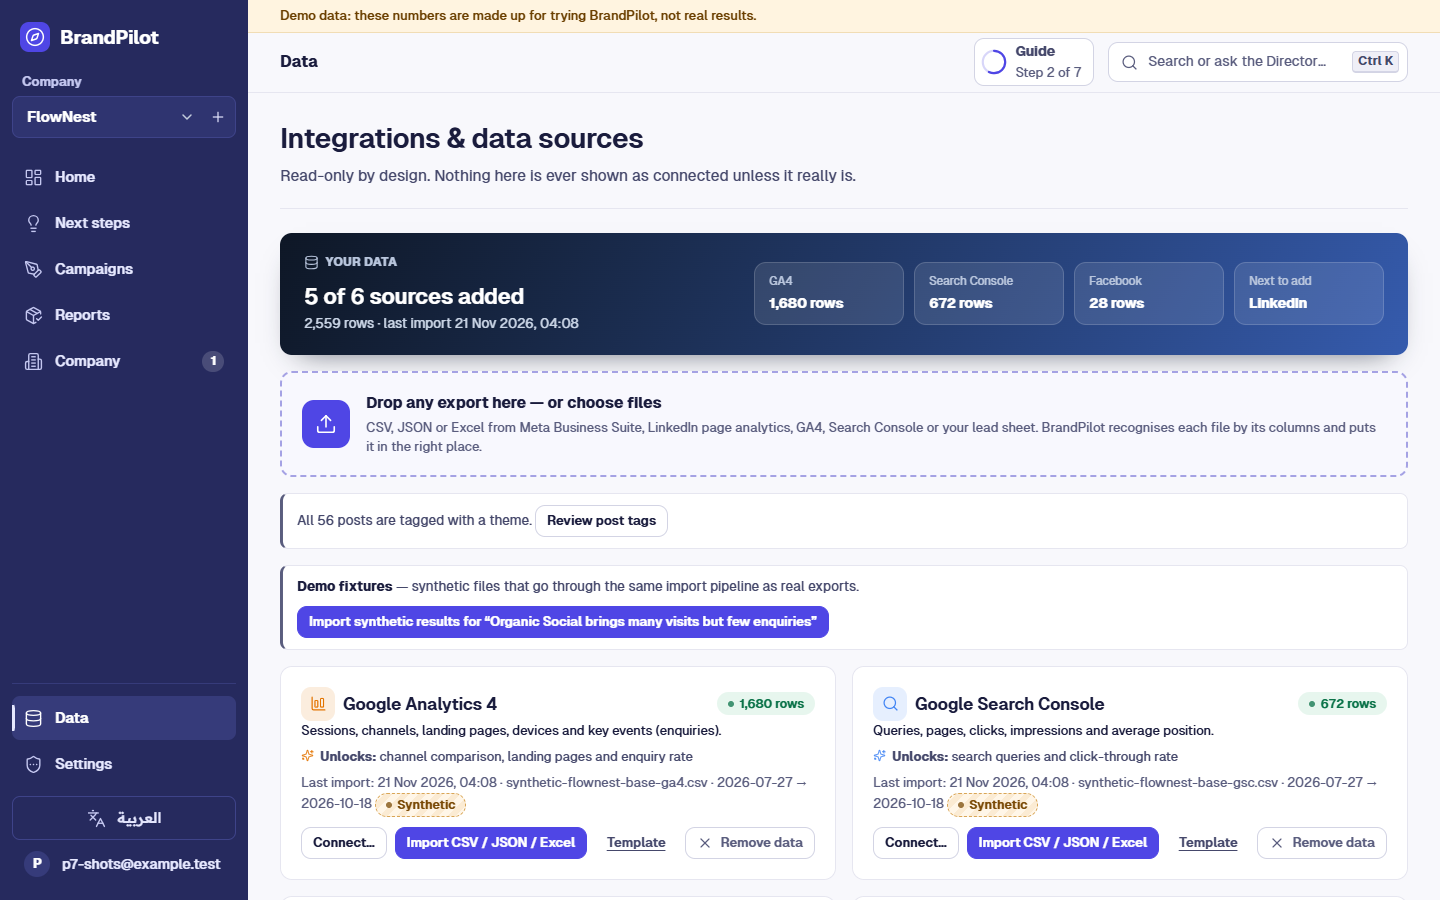 Demo data: these numbers are made up for trying BrandPilot, not real results.
BrandPilot
Company
FlowNest
Home
Next steps
Campaigns
Reports
Company
1
Data
Settings
العربية
P
p7-shots@example.test
Data
Guide
Step 2 of 7
Search or ask the Director...
Ctrl K
Integrations & data sources
Read-only by design. Nothing here is ever shown as connected unless it really is.
YOUR DATA
5 of 6 sources added
2,559 rows · last import 21 Nov 2026, 04:08
GA4
1,680 rows
Search Console
672 rows
Facebook
28 rows
Next to add
LinkedIn
Drop any export here — or choose files
CSV, JSON or Excel from Meta Business Suite, LinkedIn page analytics, GA4, Search Console or your lead sheet. BrandPilot recognises each file by its columns and puts
it in the right place.
All 56 posts are tagged with a theme.
Review post tags
Demo fixtures — synthetic files that go through the same import pipeline as real exports.
Import synthetic results for “Organic Social brings many visits but few enquiries”
Google Analytics 4
1,680 rows
Sessions, channels, landing pages, devices and key events (enquiries).
Unlocks: channel comparison, landing pages and enquiry rate
Last import: 21 Nov 2026, 04:08 · synthetic-flownest-base-ga4.csv · 2026-07-27 →
2026-10-18 Synthetic
Connect...
Import CSV / JSON / Excel
Template
Remove data
Google Search Console
672 rows
Queries, pages, clicks, impressions and average position.
Unlocks: search queries and click-through rate
Last import: 21 Nov 2026, 04:08 · synthetic-flownest-base-gsc.csv · 2026-07-27 →
2026-10-18 Synthetic
Connect...
Import CSV / JSON / Excel
Template
Remove data